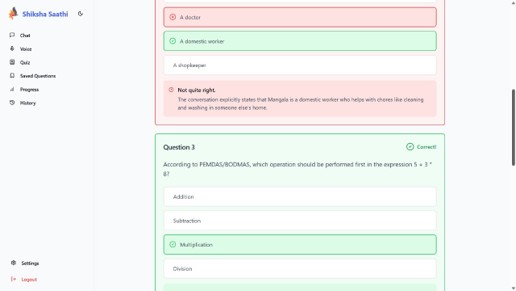 Shiksha Saathi
Chat
Voice
Quiz
Saved Questions
Progress
History
Settings
Logout
A doctor
A domestic worker
A shopkeeper
Not quite right.
The conversation explicitly states that Mangala is a domestic worker who helps with chores like cleaning
and washing in someone else's home.
Question 3
Correct!
According to PEMDAS/BODMAS, which operation should be performed first in the expression 5 + 3 *
8?
Addition
Subtraction
Multiplication
Division